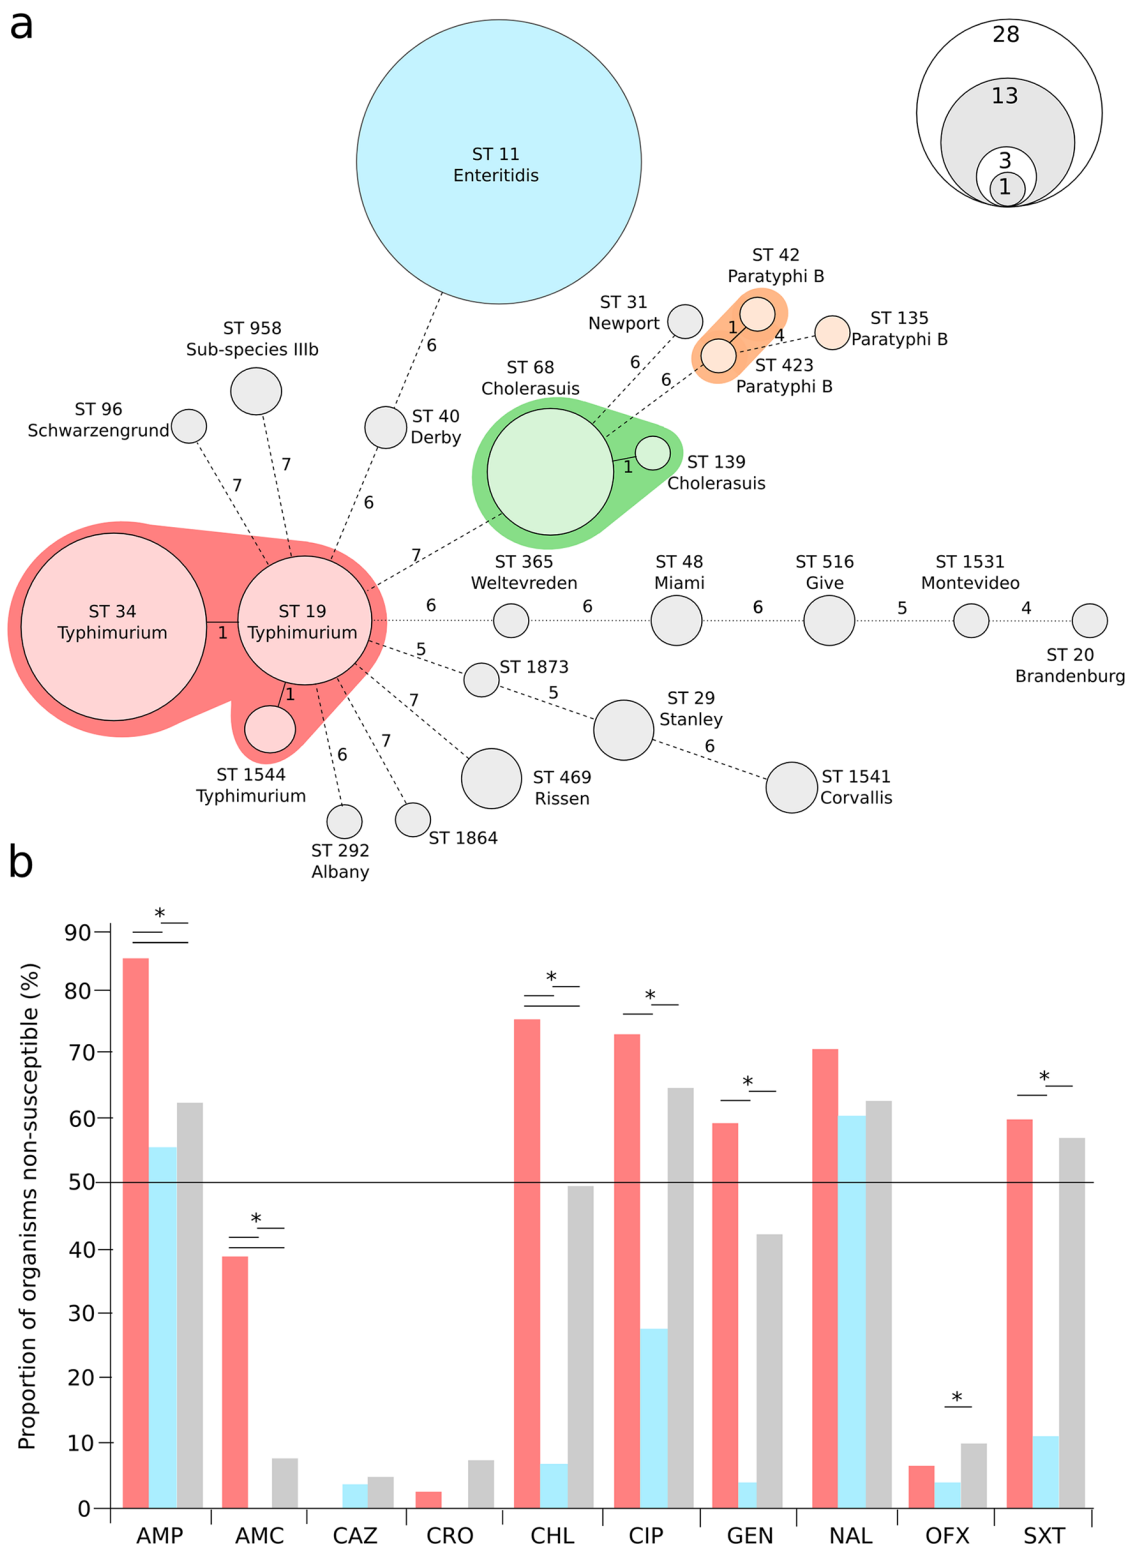 a
28
13
3
1
ST 11
Enteritidis
ST 42
Paratyphi B
ST 31
Newport
1
4
ST 135
Paratyphi B
ST 958
Sub-species IIIb
6
6
6
ST 423
Paratyphi B
ST 68
Cholerasuis
ST 96
Schwarzengrund
ST 40
Derby
7
7
6
1
ST 139
Cholerasuis
7
ST 365
Weltevreden
ST 48
Miami
ST 516
Give
ST 1531
Montevideo
ST 34
Typhimurium
1
ST 19
Typhimurium
6
6
6
5
4
5
ST 20
Brandenburg
ST 1873
5
1
7
ST 29
Stanley
6
7
6
ST 1544
Typhimurium
ST 469
Rissen
ST 1541
Corvallis
ST 292
Albany
ST 1864
b
Proportion of organisms non-susceptible (%)
90
80
70
60
50
40
30
20
10
0
*
*
*
*
*
*
*
AMP AMC CAZ CRO CHL CIP GEN NAL OFX SXT